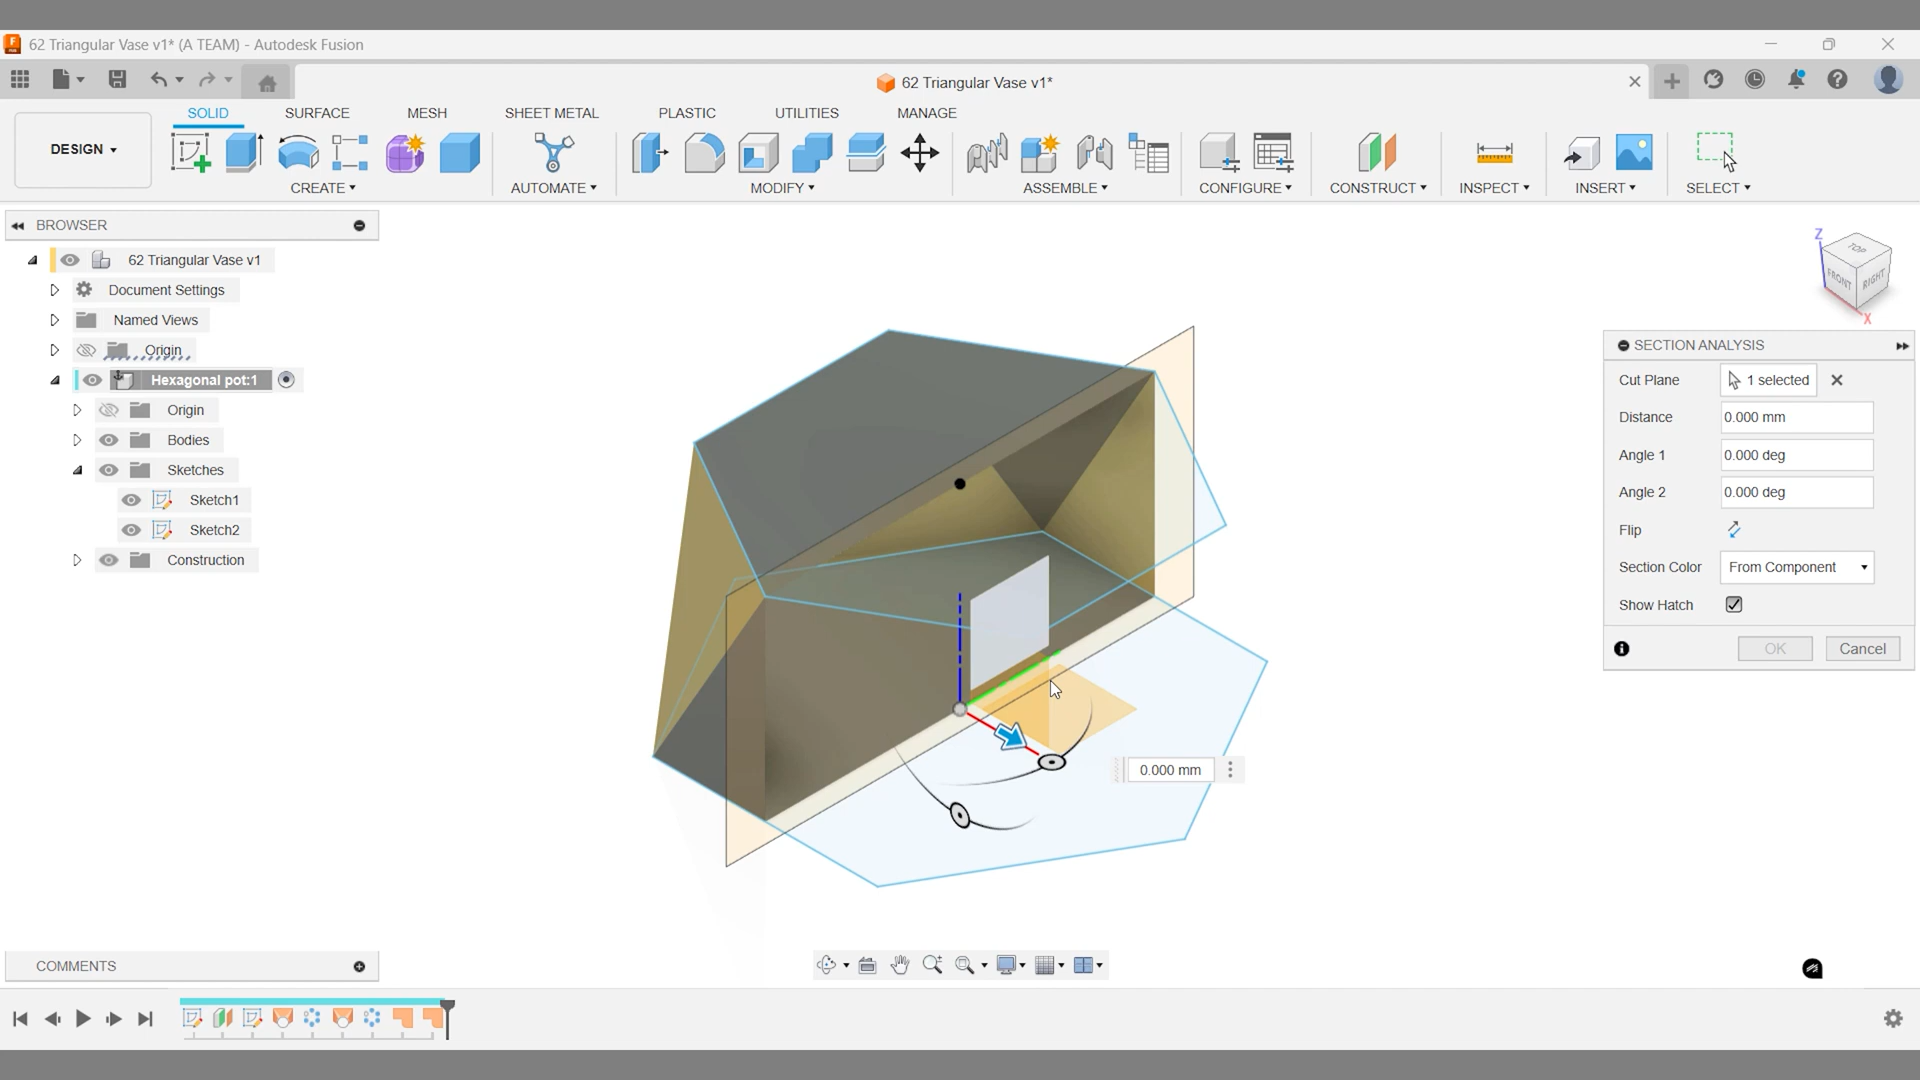 62 Triangular Vase v1* (A TEAM) - Autodesk Fusion
62 Triangular Vase v1*
SOLID SURFACE MESH SHEET METAL PLASTIC UTILITIES MANAGE
DESIGN
CREATE AUTOMATE MODIFY ASSEMBLE CONFIGURE CONSTRUCT INSPECT INSERT SELECT
BROWSER
62 Triangular Vase v1
Document Settings
Named Views
Origin
Hexagonal pot:1
Origin
Bodies
Sketches
Sketch1
Sketch2
Construction
Z
TOP
FRONT RIGHT
X
SECTION ANALYSIS
Cut Plane 1 selected
Distance 0.000 mm
Angle 1 0.000 deg
Angle 2 0.000 deg
Flip
Section Color From Component
Show Hatch
OK Cancel
0.000 mm
COMMENTS